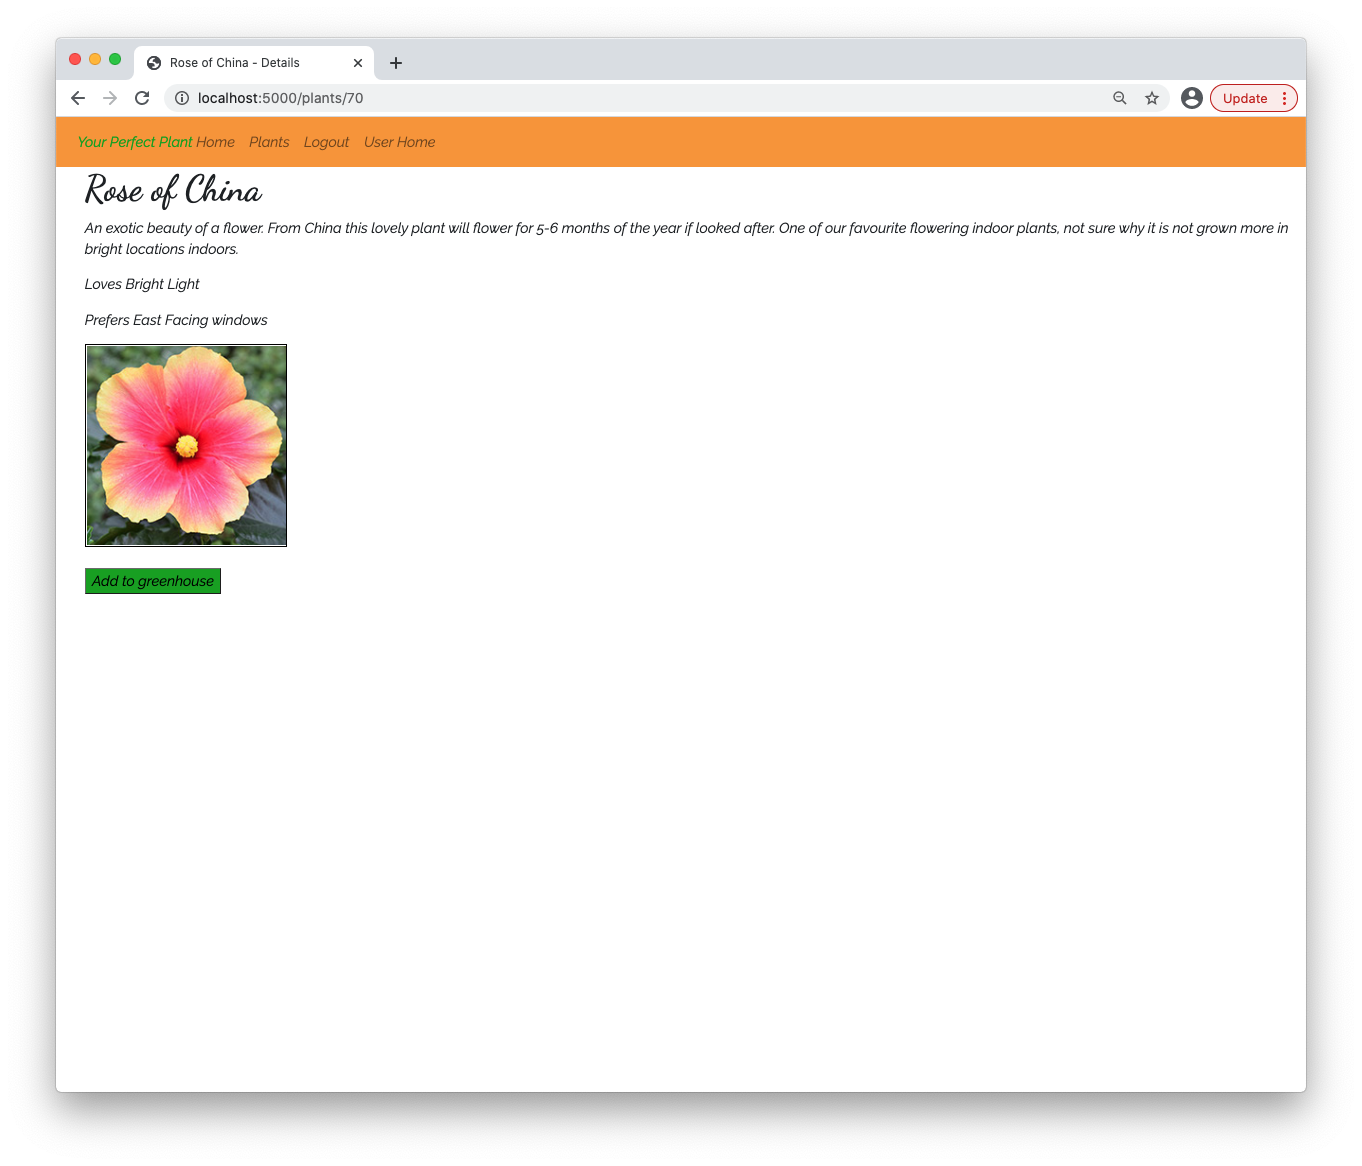 Rose of China - Details
localhost:5000/plants/70
Update
Your Perfect Plant Home Plants Logout User Home
Rose of China
An exotic beauty of a flower. From China this lovely plant will flower for 5-6 months of the year if looked after. One of our favourite flowering indoor plants, not sure why it is not grown more in
bright locations indoors.
Loves Bright Light
Prefers East Facing windows
Add to greenhouse